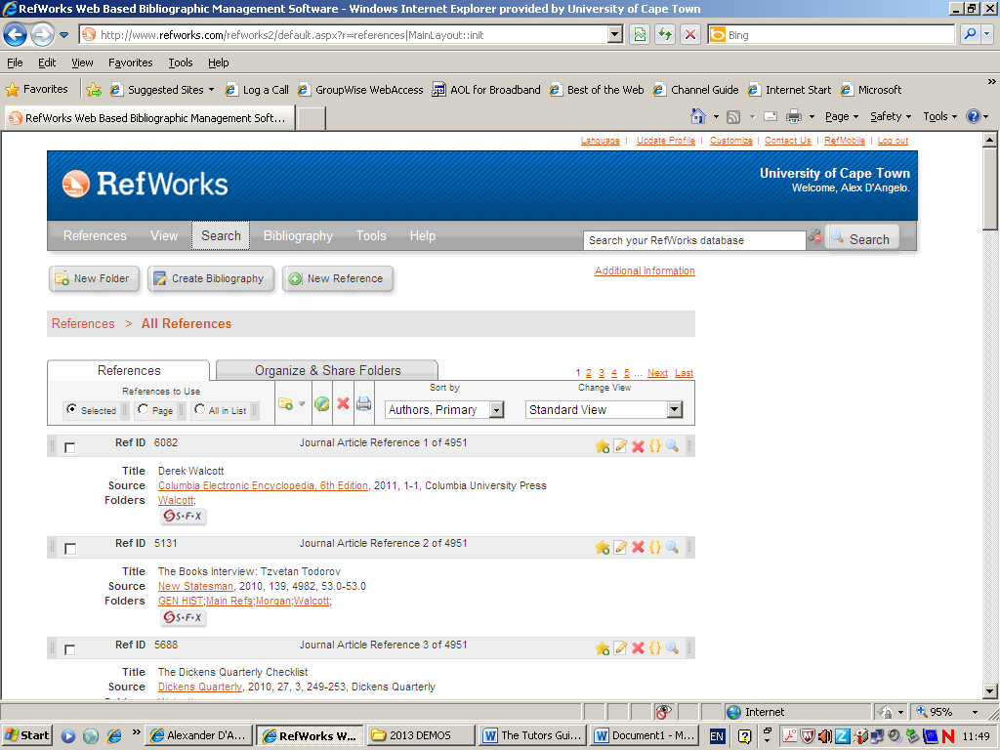 RefWorks Web Based Bibliographic Management Software - Windows Internet Explorer provided by University of Cape Town
http://www.refworks.com/refworks2/default.aspx?r=references|MainLayout::init
Bing
File Edit View Favorites Tools Help
Favorites Suggested Sites Log a Call GroupWise WebAccess AOL for Broadband Best of the Web Channel Guide Internet Start Microsoft »
RefWorks Web Based Bibliographic Management Soft... Page Safety Tools
Language | Update Profile | Customize | Contact Us | RefMobile | Log out
RefWorks
University of Cape Town
Welcome, Alex D'Angelo.
References View Search Bibliography Tools Help Search your RefWorks database Search
New Folder Create Bibliography New Reference Additional Information
References > All References
References Organize & Share Folders 1 2 3 4 5 ... Next Last
References to Use Sort by Change View
Selected Page All in List Authors, Primary Standard View
Ref ID 6082 Journal Article Reference 1 of 4951
Title Derek Walcott
Source Columbia Electronic Encyclopedia, 6th Edition, 2011, 1-1, Columbia University Press
Folders Walcott;
S·F·X
Ref ID 5131 Journal Article Reference 2 of 4951
Title The Books Interview: Tzvetan Todorov
Source New Statesman, 2010, 139, 4982, 53.0-53.0
Folders GEN HIST;Main Refs;Morgan;Walcott;
S·F·X
Ref ID 5688 Journal Article Reference 3 of 4951
Title The Dickens Quarterly Checklist
Source Dickens Quarterly, 2010, 27, 3, 249-253, Dickens Quarterly
Internet 95%
Start » Alexander D'A... RefWorks W... 2013 DEMOS The Tutors Gui... Document1 - M... EN 11:49